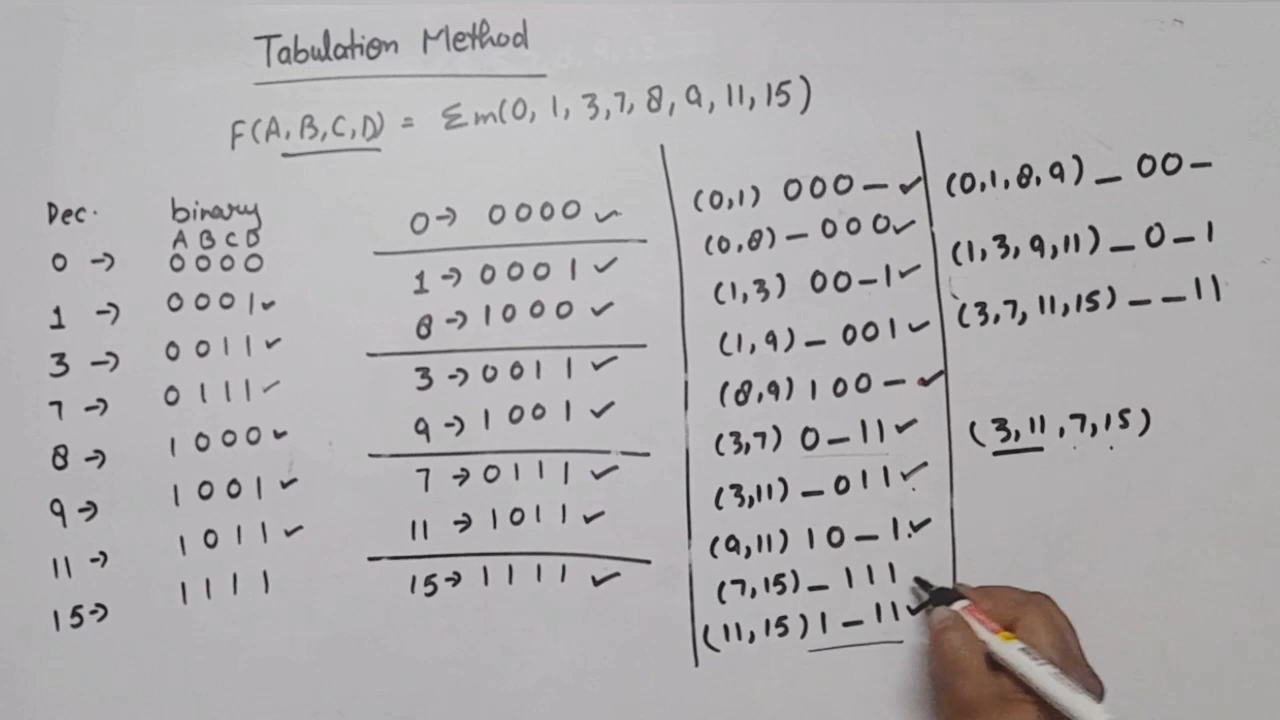 Tabulation Method
F(A,B,C,D) = Σm(0, 1, 3,7, 8, 9, 11, 15)
Dec. binary
A B C D
0 → 0000
1 → 0001 ✓
3 → 0011 ✓
7 → 0111 ✓
8 → 1000 ✓
9 → 1001 ✓
11 → 1011 ✓
15 → 1111
0 → 0000 ✓
1 → 0001 ✓
8 → 1000 ✓
3 → 0011 ✓
9 → 1001 ✓
7 → 0111 ✓
11 → 1011 ✓
15 → 1111 ✓
(0,1) 000– ✓
(0,8) –000 ✓
(1,3) 00–1 ✓
(1,9) –001 ✓
(8,9) 100– ✓
(3,7) 0–11 ✓
(3,11) –011 ✓
(9,11) 10–1 ✓
(7,15) –111
(11,15) 1–11 ✓
(0,1,8,9) –00–
(1,3,9,11) –0–1
(3,7,11,15) ––11
(3,11,7,15)